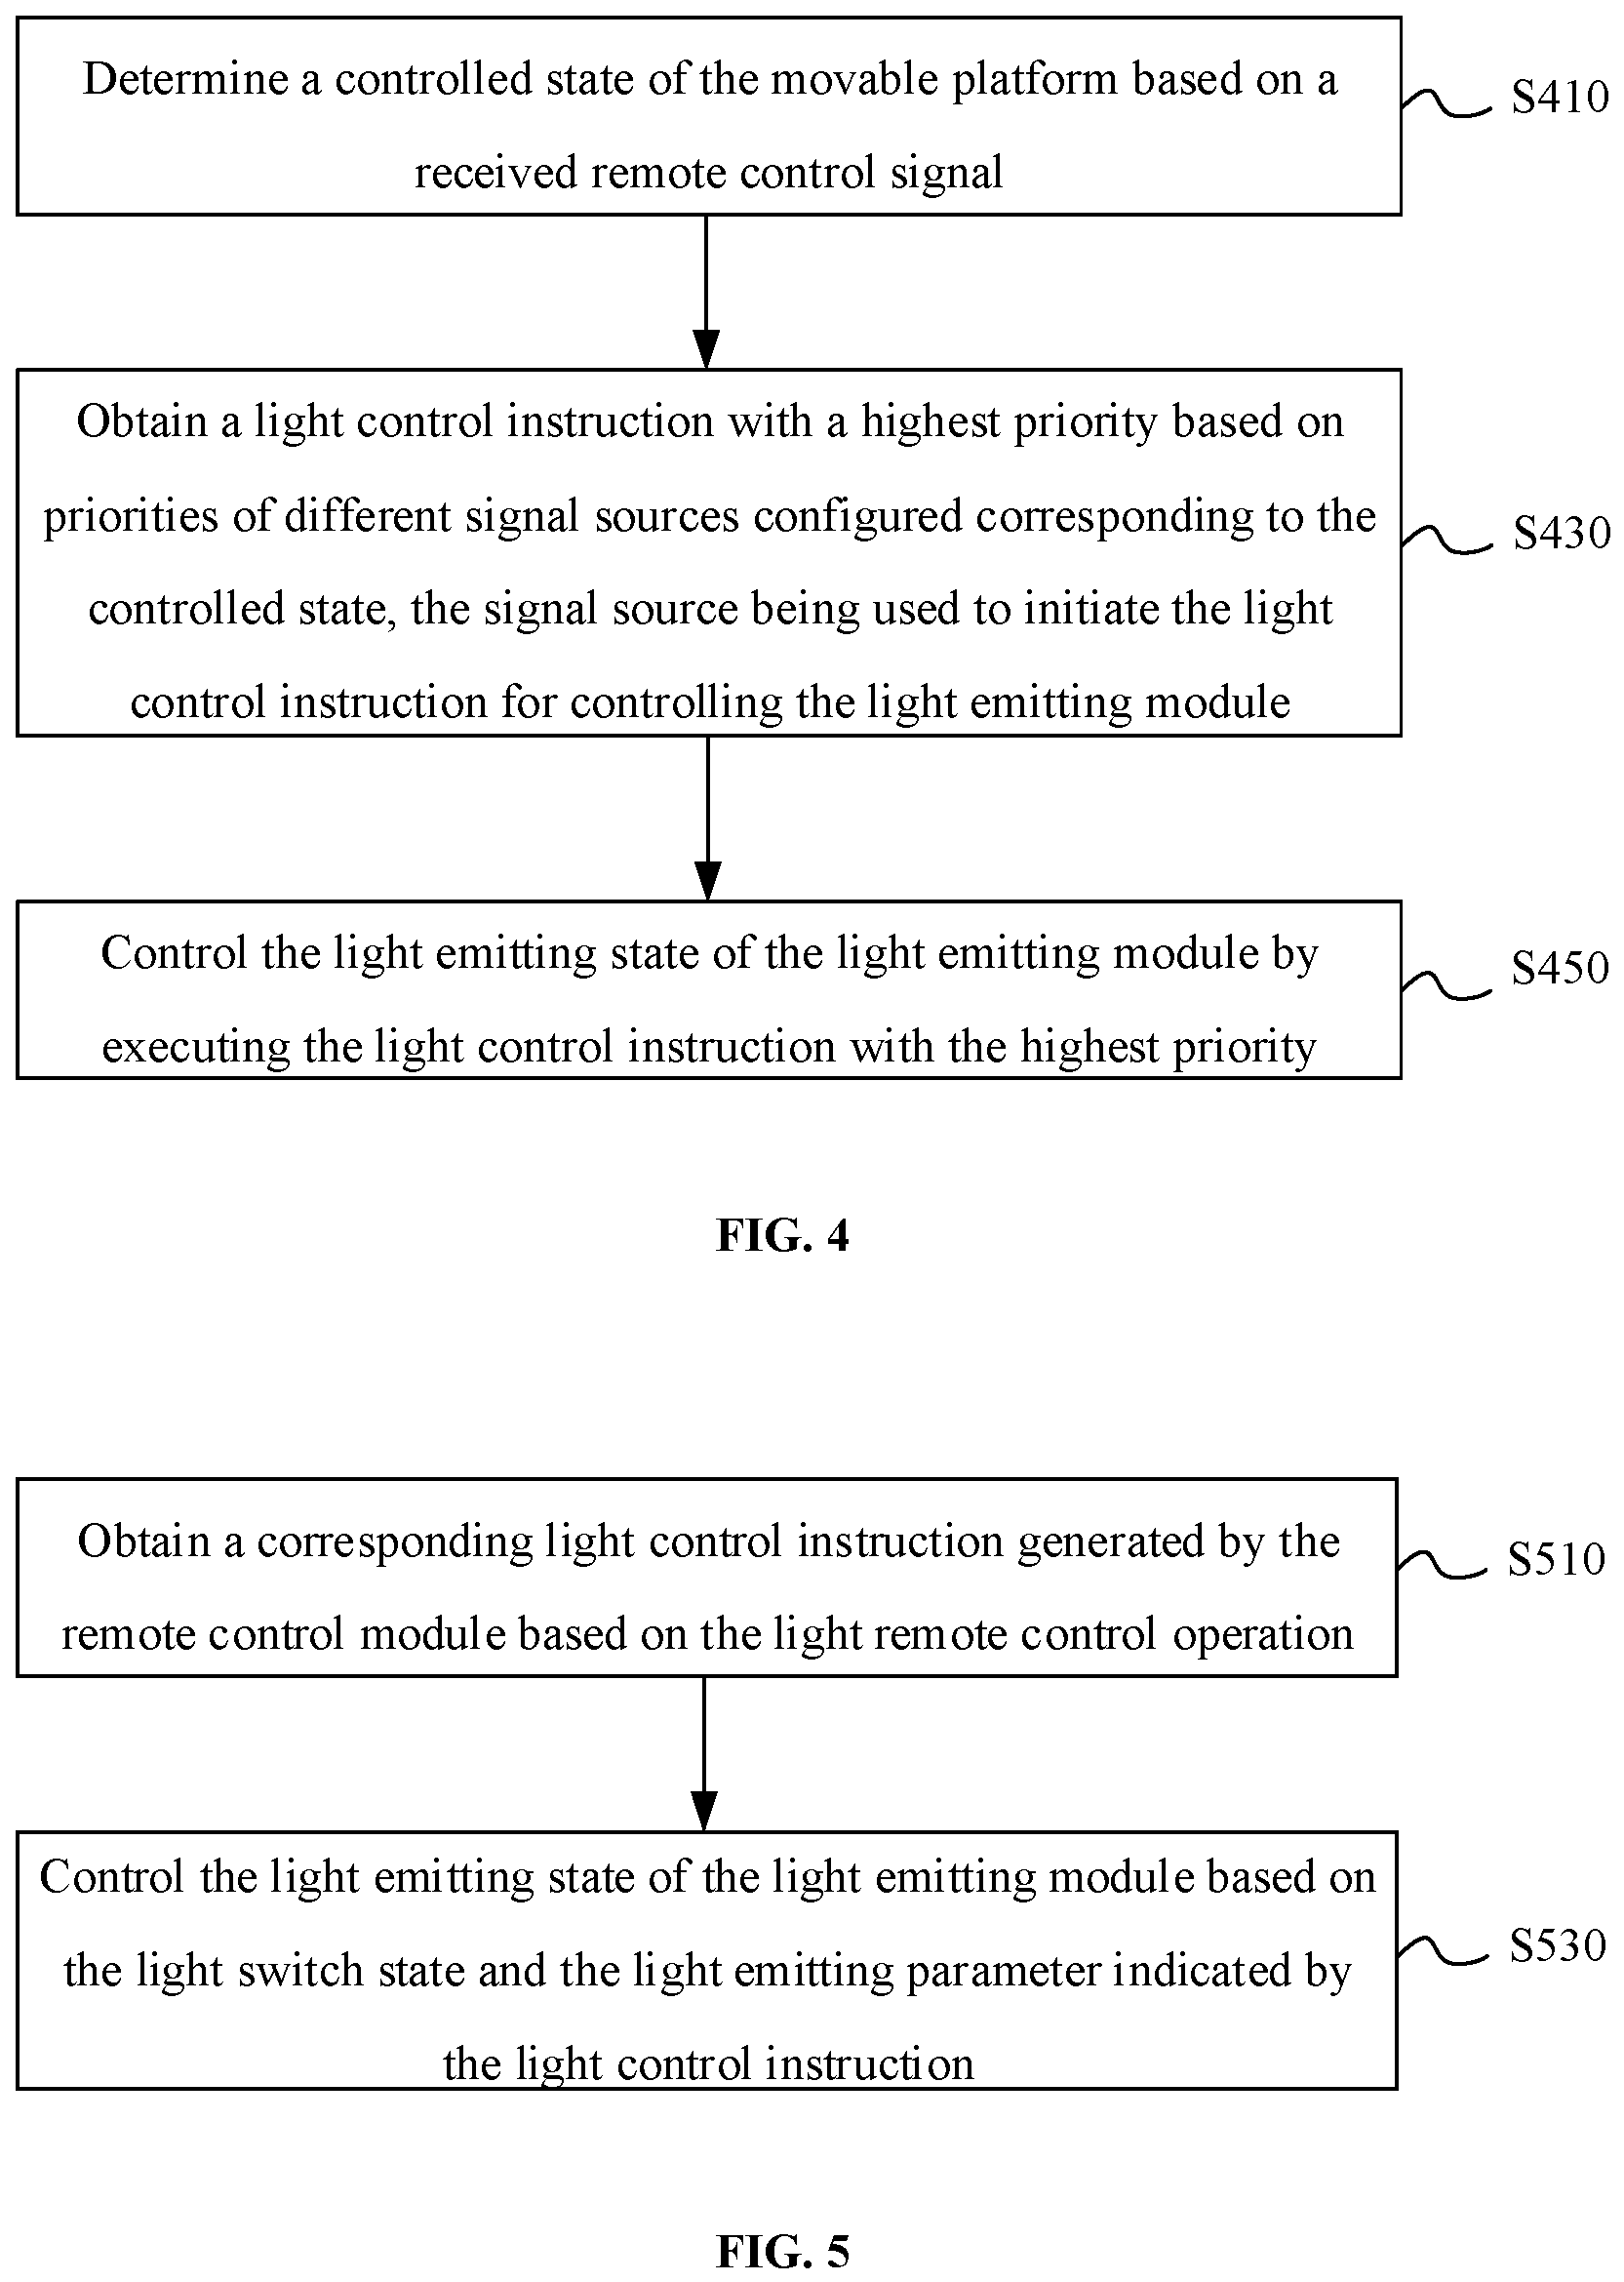 Determine a controlled state of the movable platform based on a
received remote control signal
S410
Obtain a light control instruction with a highest priority based on
priorities of different signal sources configured corresponding to the
controlled state, the signal source being used to initiate the light
control instruction for controlling the light emitting module
S430
Control the light emitting state of the light emitting module by
executing the light control instruction with the highest priority
S450
FIG. 4
Obtain a corresponding light control instruction generated by the
remote control module based on the light remote control operation
S510
Control the light emitting state of the light emitting module based on
the light switch state and the light emitting parameter indicated by
the light control instruction
S530
FIG. 5